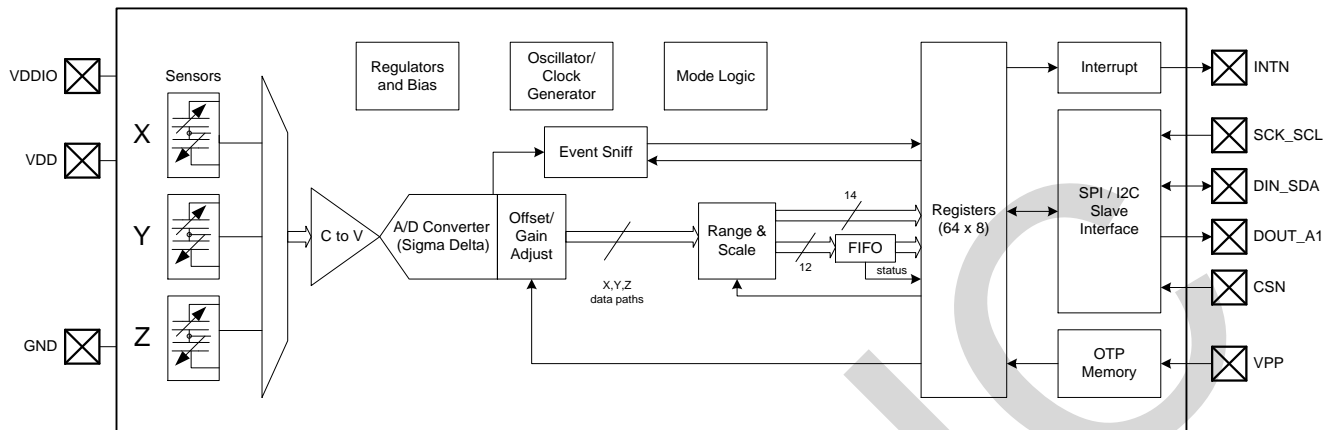 VDDIO
VDD
GND
Sensors
X
Y
Z
Regulators
and Bias
Oscillator/
Clock
Generator
Mode Logic
Event Sniff
C to V
A/D Converter
(Sigma Delta)
Offset/
Gain
Adjust
X,Y,Z
data paths
Range &
Scale
14
12
FIFO
status
Registers
(64 x 8)
Interrupt
SPI / I2C
Slave
Interface
OTP
Memory
INTN
SCK_SCL
DIN_SDA
DOUT_A1
CSN
VPP